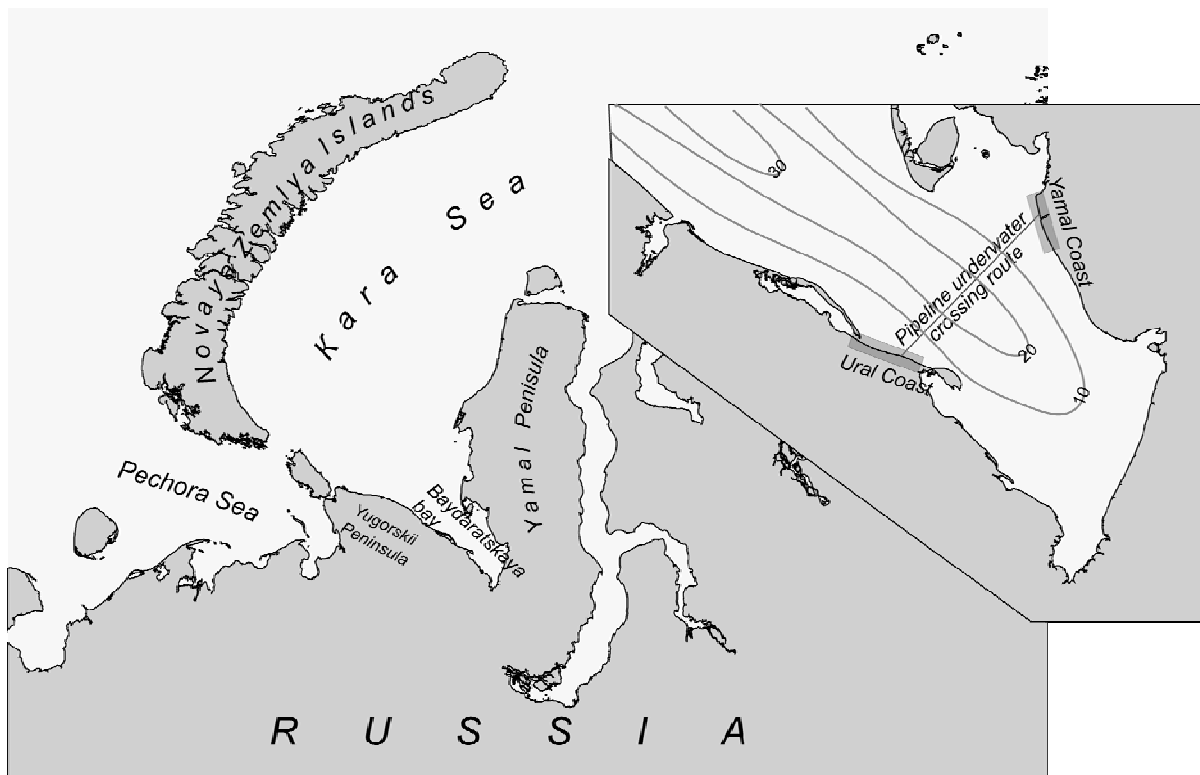 Novaya Zemlya Islands
Kara Sea
Pechora Sea
Yugorskii
Peninsula
Baydaratskaya
bay
Yamal Penisula
30
Yamal Coast
Pipeline underwater
crossing route
Ural Coast
20
10
RUSSIA